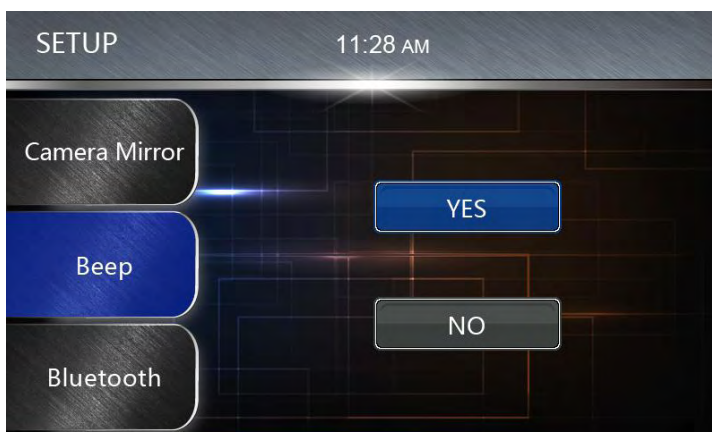 SETUP
11:28 AM
Camera Mirror
YES
Beep
NO
Bluetooth